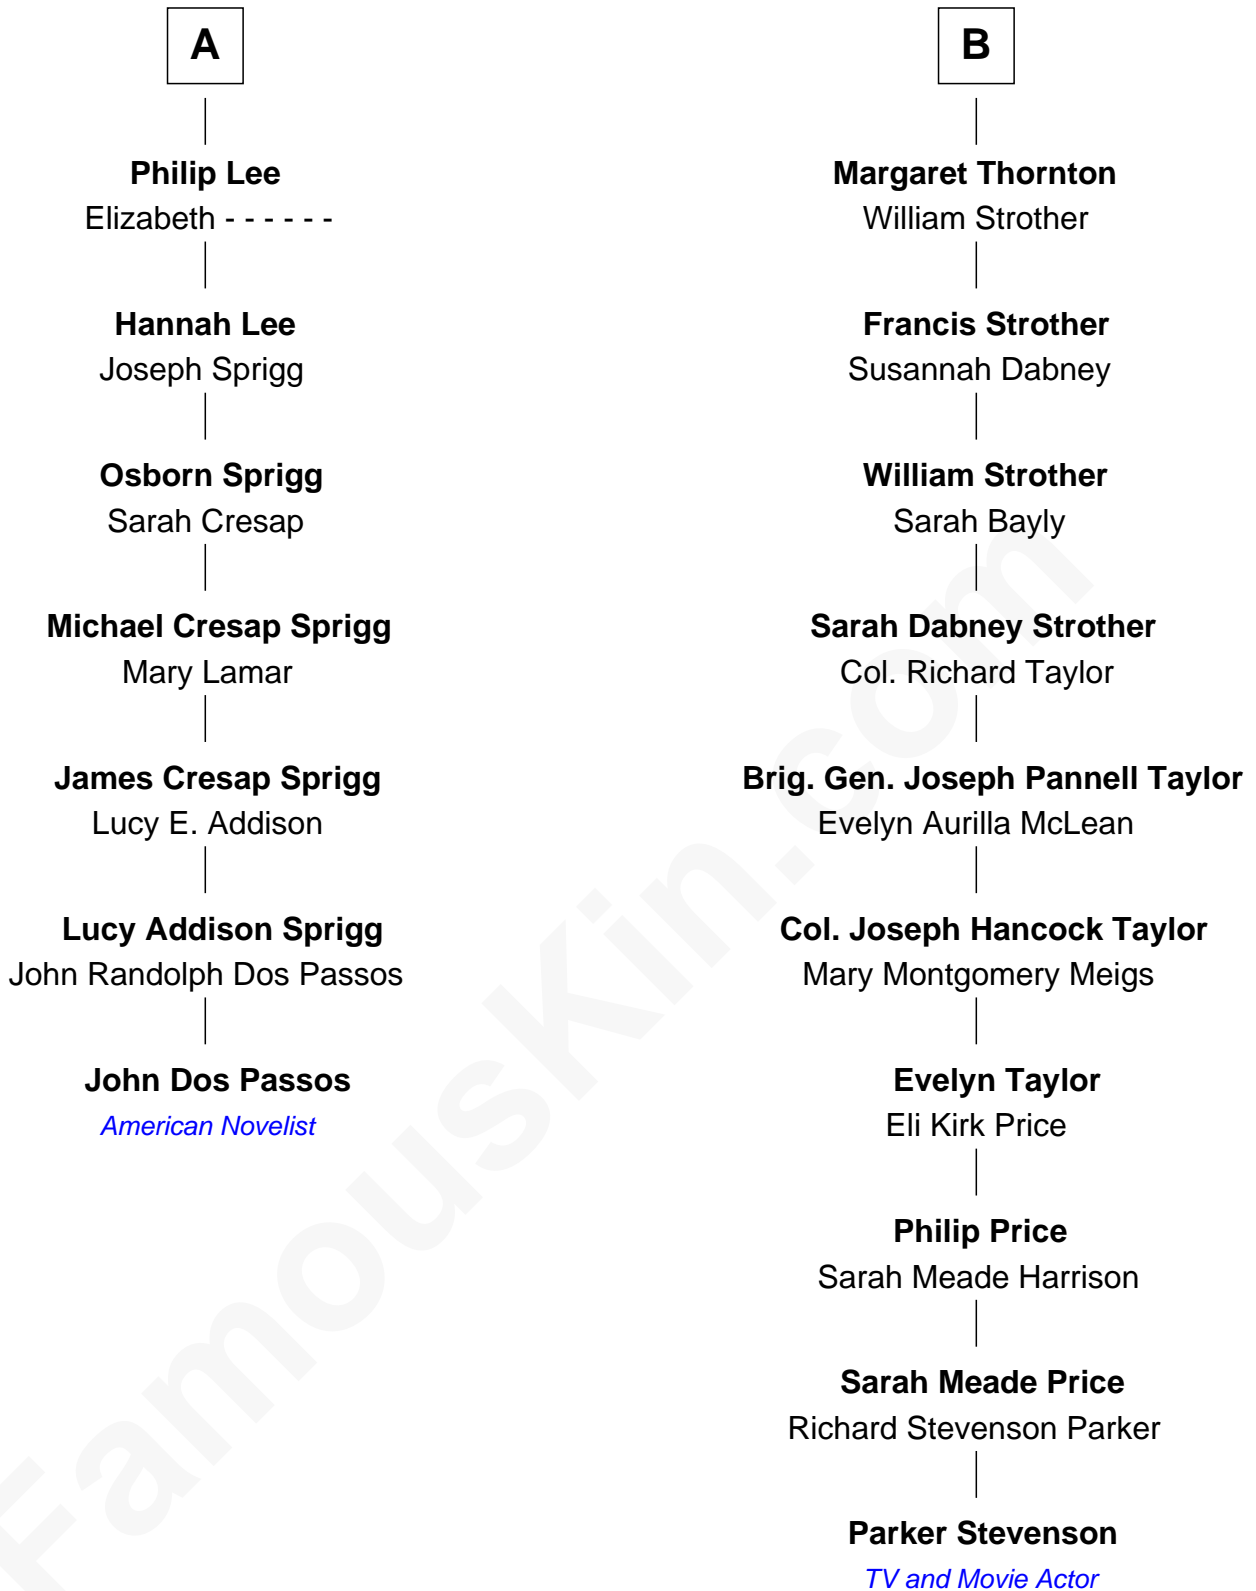 A
Philip Lee
Elizabeth - - - - - -
Hannah Lee
Joseph Sprigg
Osborn Sprigg
Sarah Cresap
Michael Cresap Sprigg
Mary Lamar
James Cresap Sprigg
Lucy E. Addison
Lucy Addison Sprigg
John Randolph Dos Passos
John Dos Passos
American Novelist
B
Margaret Thornton
William Strother
Francis Strother
Susannah Dabney
William Strother
Sarah Bayly
Sarah Dabney Strother
Col. Richard Taylor
Brig. Gen. Joseph Pannell Taylor
Evelyn Aurilla McLean
Col. Joseph Hancock Taylor
Mary Montgomery Meigs
Evelyn Taylor
Eli Kirk Price
Philip Price
Sarah Meade Harrison
Sarah Meade Price
Richard Stevenson Parker
Parker Stevenson
TV and Movie Actor
FamousKin.com